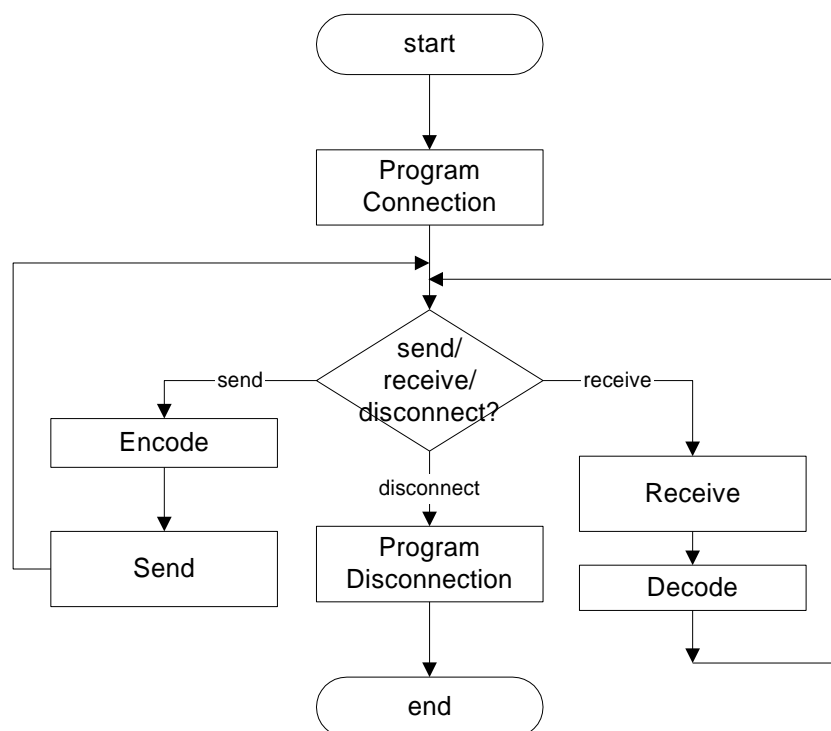 start
Program
Connection
send/
receive/
disconnect?
send
receive
Encode
disconnect
Receive
Program
Disconnection
Send
Decode
end